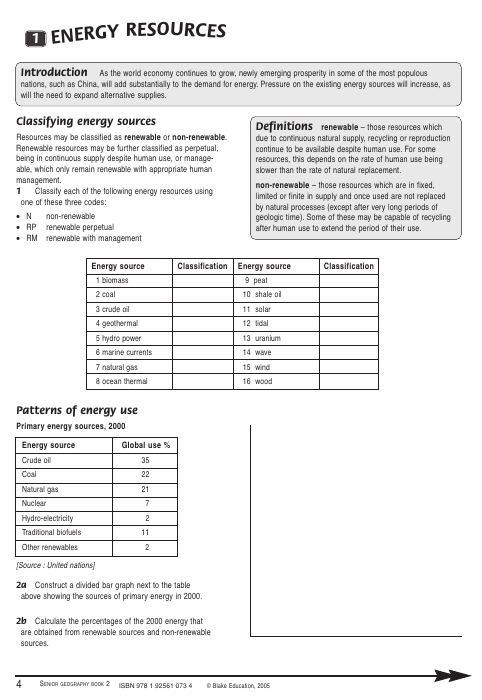 1 ENERGY RESOURCES
Introduction As the world economy continues to grow, newly emerging prosperity in some of the most populous
nations, such as China, will add substantially to the demand for energy. Pressure on the existing energy sources will increase, as
will the need to expand alternative supplies.
Classifying energy sources
Resources may be classified as renewable or non-renewable.
Renewable resources may be further classified as perpetual,
being in continuous supply despite human use, or manage-
able, which only remain renewable with appropriate human
management.
1 Classify each of the following energy resources using
one of these three codes:
• N non-renewable
• RP renewable perpetual
• RM renewable with management
Definitions renewable – those resources which
due to continuous natural supply, recycling or reproduction
continue to be available despite human use. For some
resources, this depends on the rate of human use being
slower than the rate of natural replacement.
non-renewable – those resources which are in fixed,
limited or finite in supply and once used are not replaced
by natural processes (except after very long periods of
geologic time). Some of these may be capable of recycling
after human use to extend the period of their use.
Energy source Classification Energy source Classification
1 biomass 9 peat
2 coal 10 shale oil
3 crude oil 11 solar
4 geothermal 12 tidal
5 hydro power 13 uranium
6 marine currents 14 wave
7 natural gas 15 wind
8 ocean thermal 16 wood
Patterns of energy use
Primary energy sources, 2000
Energy source Global use %
Crude oil 35
Coal 22
Natural gas 21
Nuclear 7
Hydro-electricity 2
Traditional biofuels 11
Other renewables 2
[Source : United nations]
2a Construct a divided bar graph next to the table
above showing the sources of primary energy in 2000.
2b Calculate the percentages of the 2000 energy that
are obtained from renewable sources and non-renewable
sources.
4 SENIOR GEOGRAPHY BOOK 2 ISBN 978 1 92561 073 4 © Blake Education, 2005